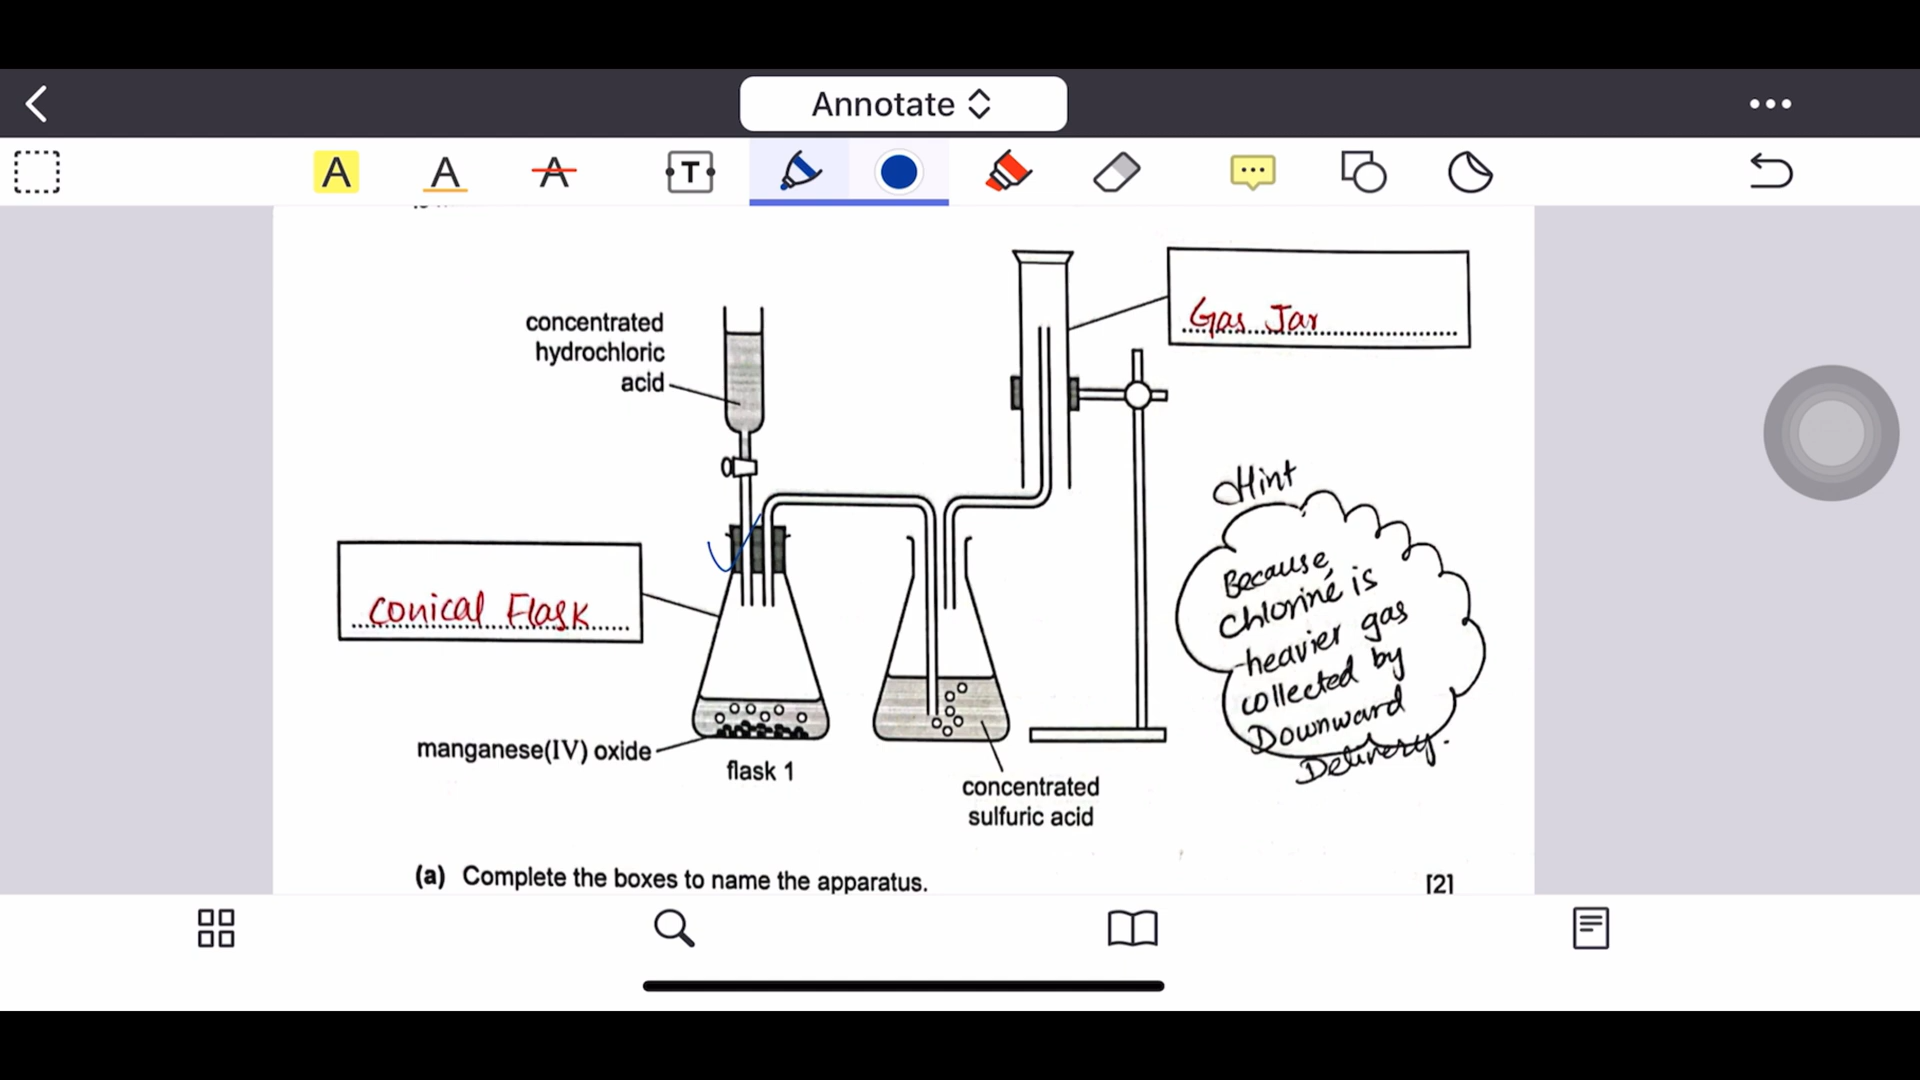 Annotate
A
A
A
T
concentrated
hydrochloric
acid
Gas Jar
Hint
Because,
chlorine is
heavier gas
collected by
Downward
Delivery.
Conical Flask
manganese(IV) oxide
flask 1
concentrated
sulfuric acid
(a) Complete the boxes to name the apparatus. [2]